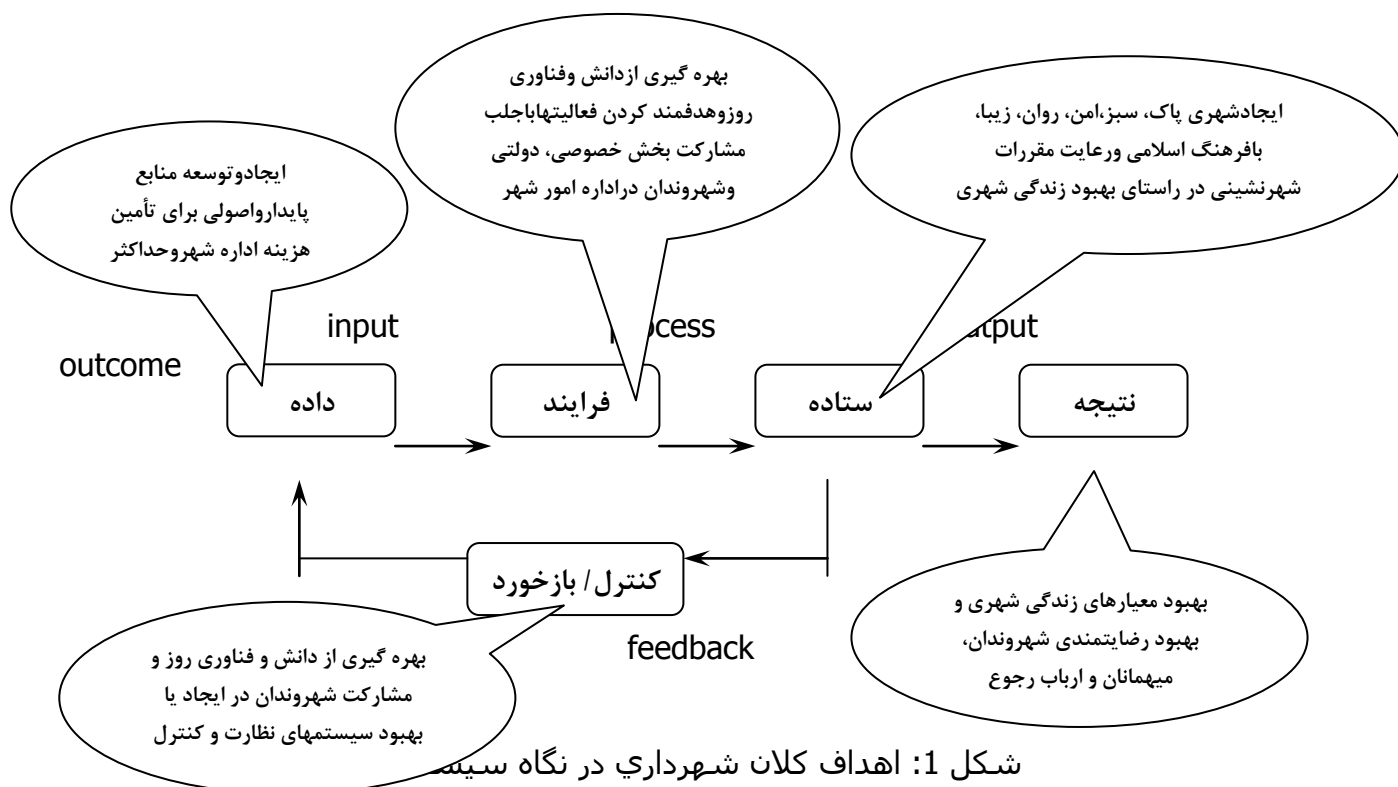 بهره گیری ازدانش وفناوری
روزوهدفمند کردن فعالیتهاباجلب
مشارکت بخش خصوصی، دولتی
وشهروندان دراداره امور شهر
ایجادشهری پاک، سبز،امن، روان، زیبا،
بافرهنگ اسلامی ورعایت مقررات
شهرنشینی در راستای بهبود زندگی شهری
ایجادوتوسعه منابع
پایدارواصولی برای تأمین
هزینه اداره شهروحداکثر
input
outcome
داده
فرایند
ستاده
نتیجه
کنترل/ بازخورد
feedback
بهبود معیارهای زندگی شهری و
بهبود رضایتمندی شهروندان،
میهمانان و ارباب رجوع
بهره گیری از دانش و فناوری روز و
مشارکت شهروندان در ایجاد یا
بهبود سیستمهای نظارت و کنترل
شکل 1: اهداف کلان شهرداري در نگاه